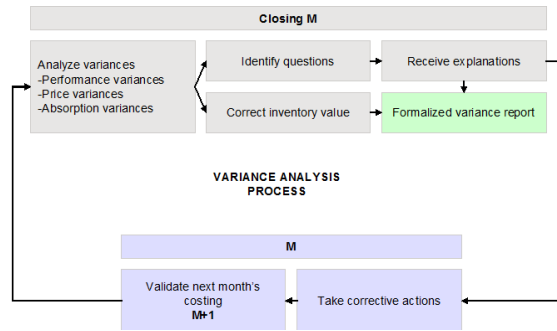 Closing M
Analyze variances
-Performance variances
-Price variances
-Absorption variances
Identify questions
Receive explanations
Correct inventory value
Formalized variance report
VARIANCE ANALYSIS
PROCESS
M
Validate next month's
costing
M+1
Take corrective actions